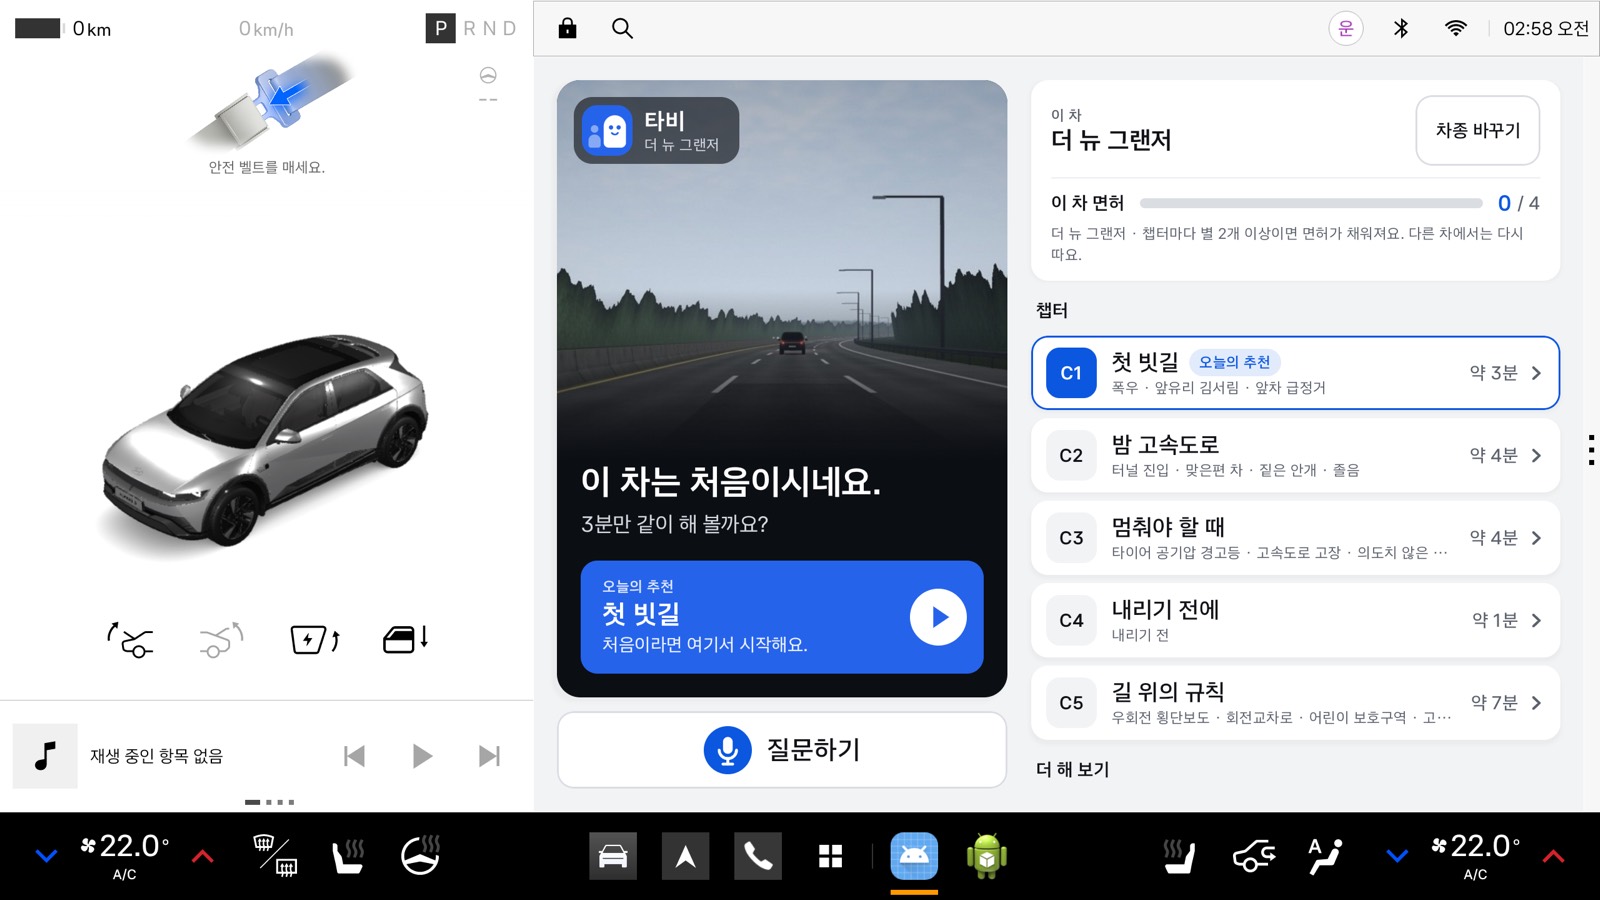 0 km
0 km/h
P R N D
안전 벨트를 매세요.
--
재생 중인 항목 없음
운
02:58 오전
타비
더 뉴 그랜저
이 차는 처음이시네요.
3분만 같이 해 볼까요?
오늘의 추천
첫 빗길
처음이라면 여기서 시작해요.
질문하기
이 차
더 뉴 그랜저
차종 바꾸기
이 차 면허
0 / 4
더 뉴 그랜저 · 챕터마다 별 2개 이상이면 면허가 채워져요. 다른 차에서는 다시
따요.
챕터
C1
첫 빗길 오늘의 추천
폭우 · 앞유리 김서림 · 앞차 급정거
약 3분
C2
밤 고속도로
터널 진입 · 맞은편 차 · 짙은 안개 · 졸음
약 4분
C3
멈춰야 할 때
타이어 공기압 경고등 · 고속도로 고장 · 의도치 않은 ···
약 4분
C4
내리기 전에
내리기 전
약 1분
C5
길 위의 규칙
우회전 횡단보도 · 회전교차로 · 어린이 보호구역 · 고···
약 7분
더 해 보기
22.0°
A/C
A
22.0°
A/C